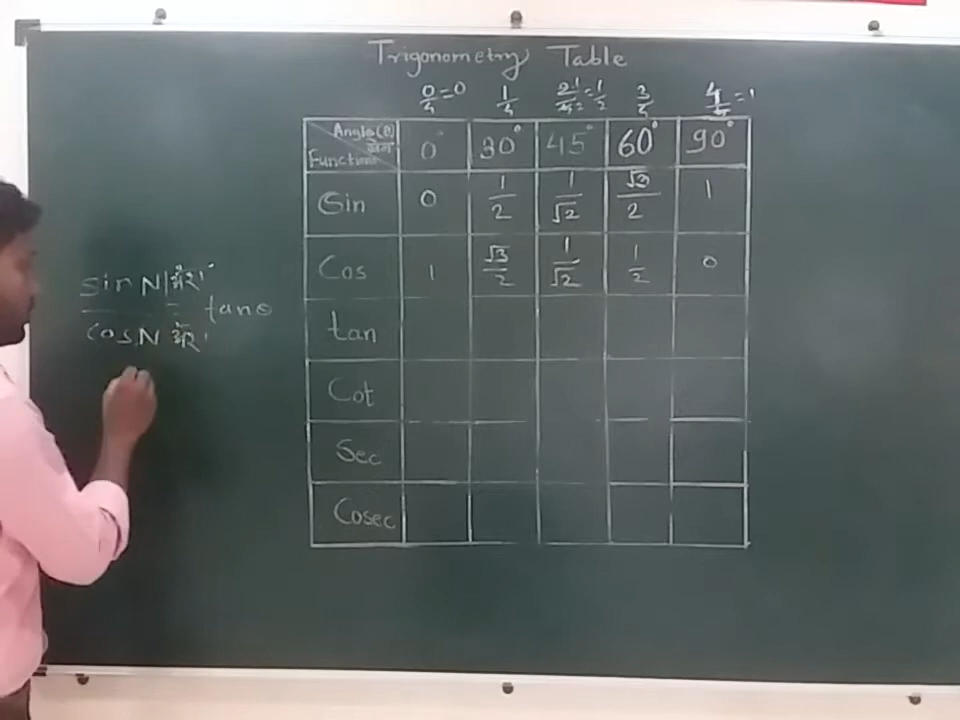 Trigonometry Table
0/4=0 1/4 2/4=1/2 3/4 4/4=1
Angle(θ)
Function
0° 30° 45° 60° 90°
Sin 0 1/2 1/√2 √3/2 1
Cos 1 √3/2 1/√2 1/2 0
tan
Cot
Sec
Cosec
sin N
cos N
= tanθ